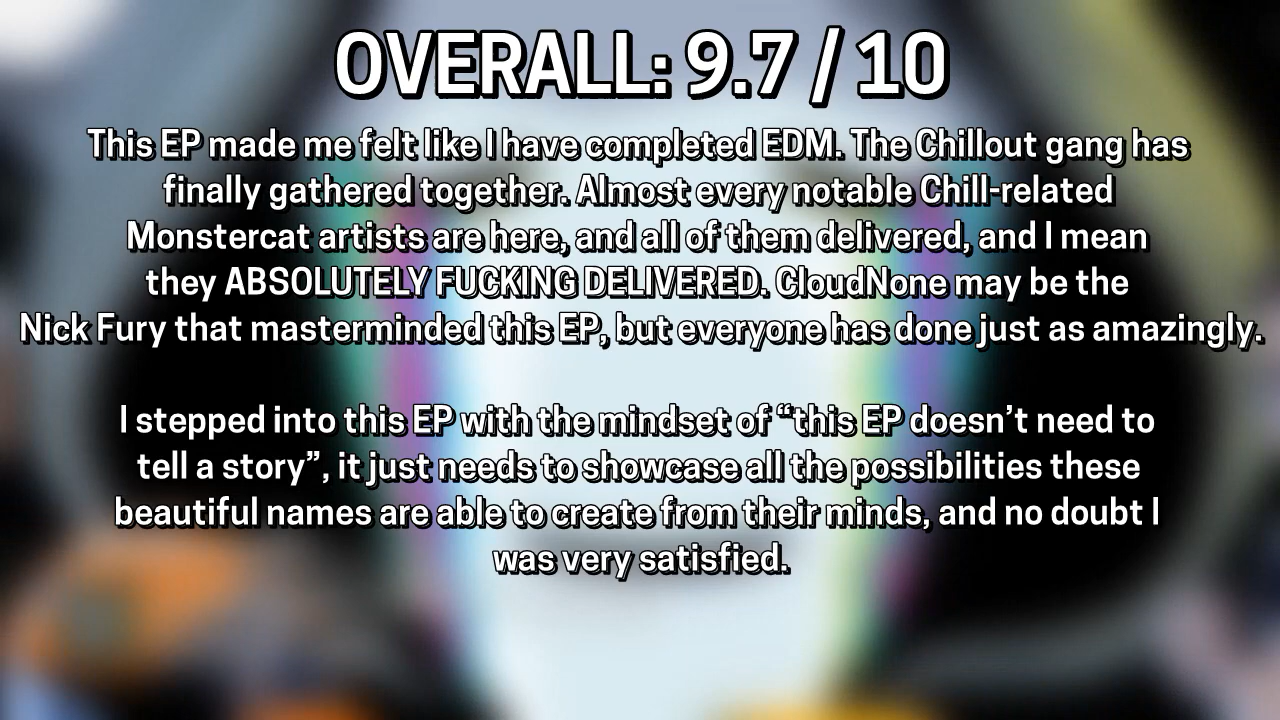 OVERALL: 9.7 / 10
This EP made me felt like I have completed EDM. The Chillout gang has
finally gathered together. Almost every notable Chill-related
Monstercat artists are here, and all of them delivered, and I mean
they ABSOLUTELY FUCKING DELIVERED. CloudNone may be the
Nick Fury that masterminded this EP, but everyone has done just as amazingly.
I stepped into this EP with the mindset of “this EP doesn’t need to
tell a story”, it just needs to showcase all the possibilities these
beautiful names are able to create from their minds, and no doubt I
was very satisfied.